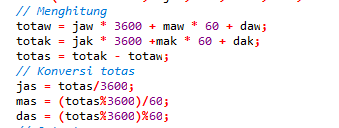 // Menghitung
totaw = jaw * 3600 + maw * 60 + daw;
totak = jak * 3600 +mak * 60 + dak;
totas = totak - totaw;
// Konversi totas
jas = totas/3600;
mas = (totas%3600)/60;
das = (totas%3600)%60;